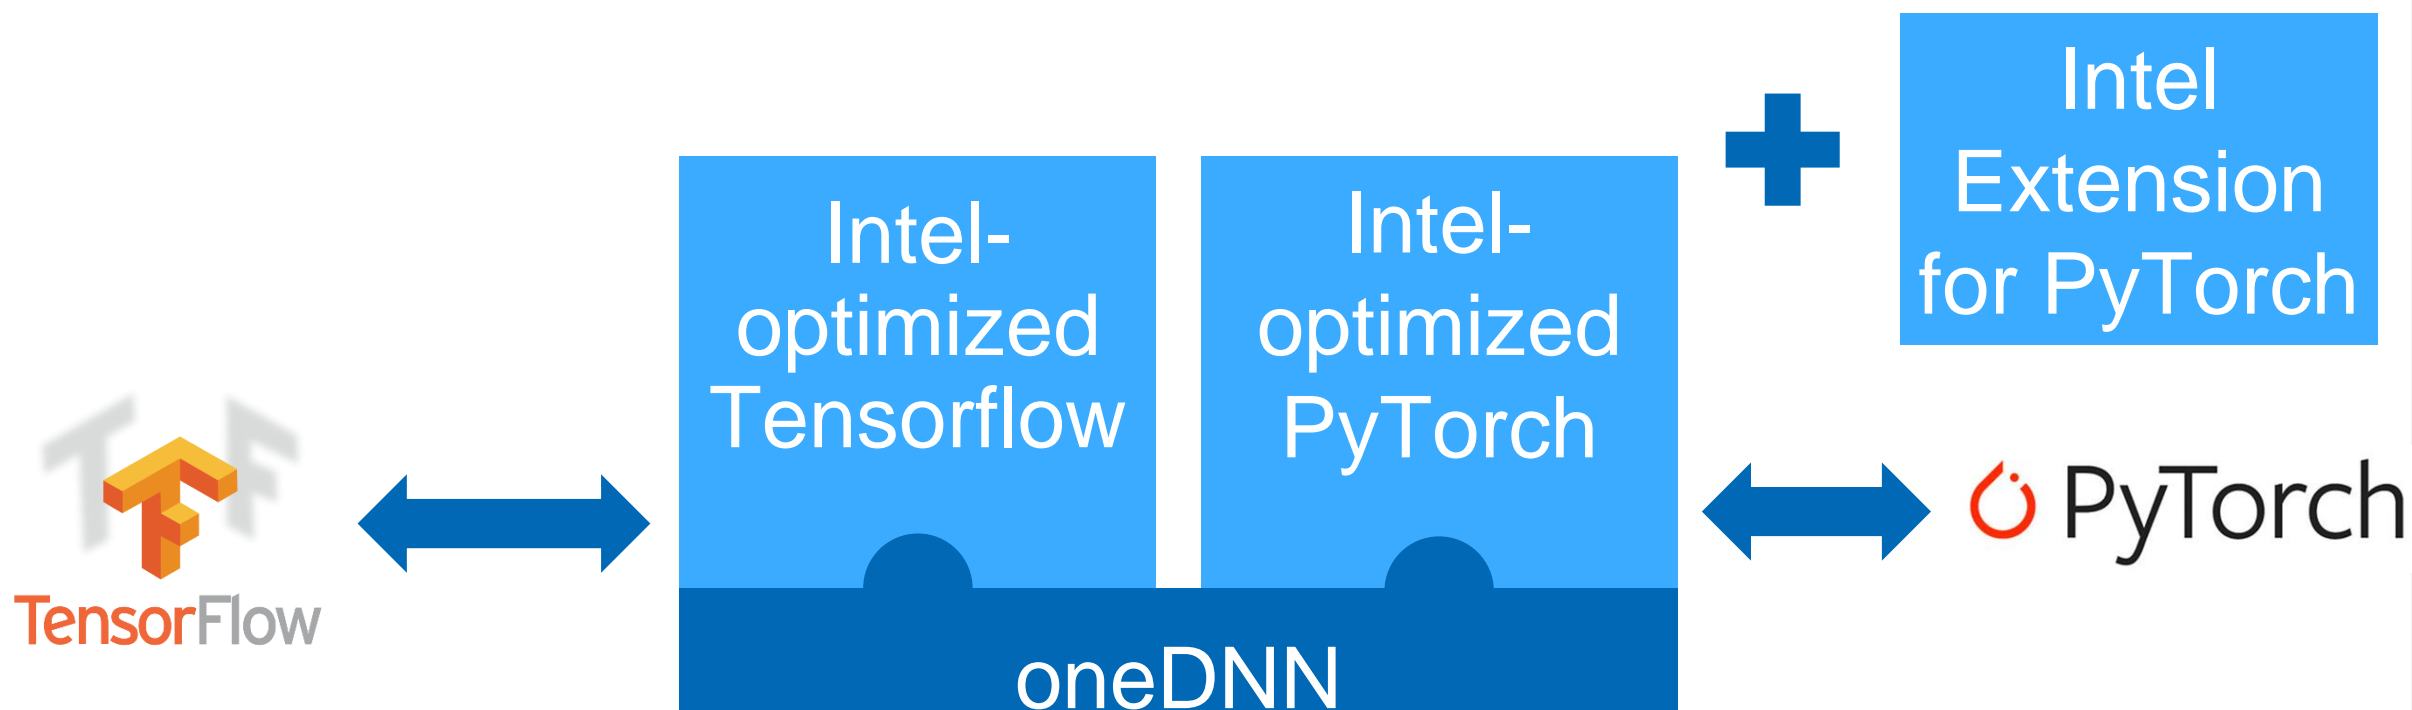 Intel-
optimized
Tensorflow
Intel-
optimized
PyTorch
Intel
Extension
for PyTorch
TensorFlow
PyTorch
oneDNN